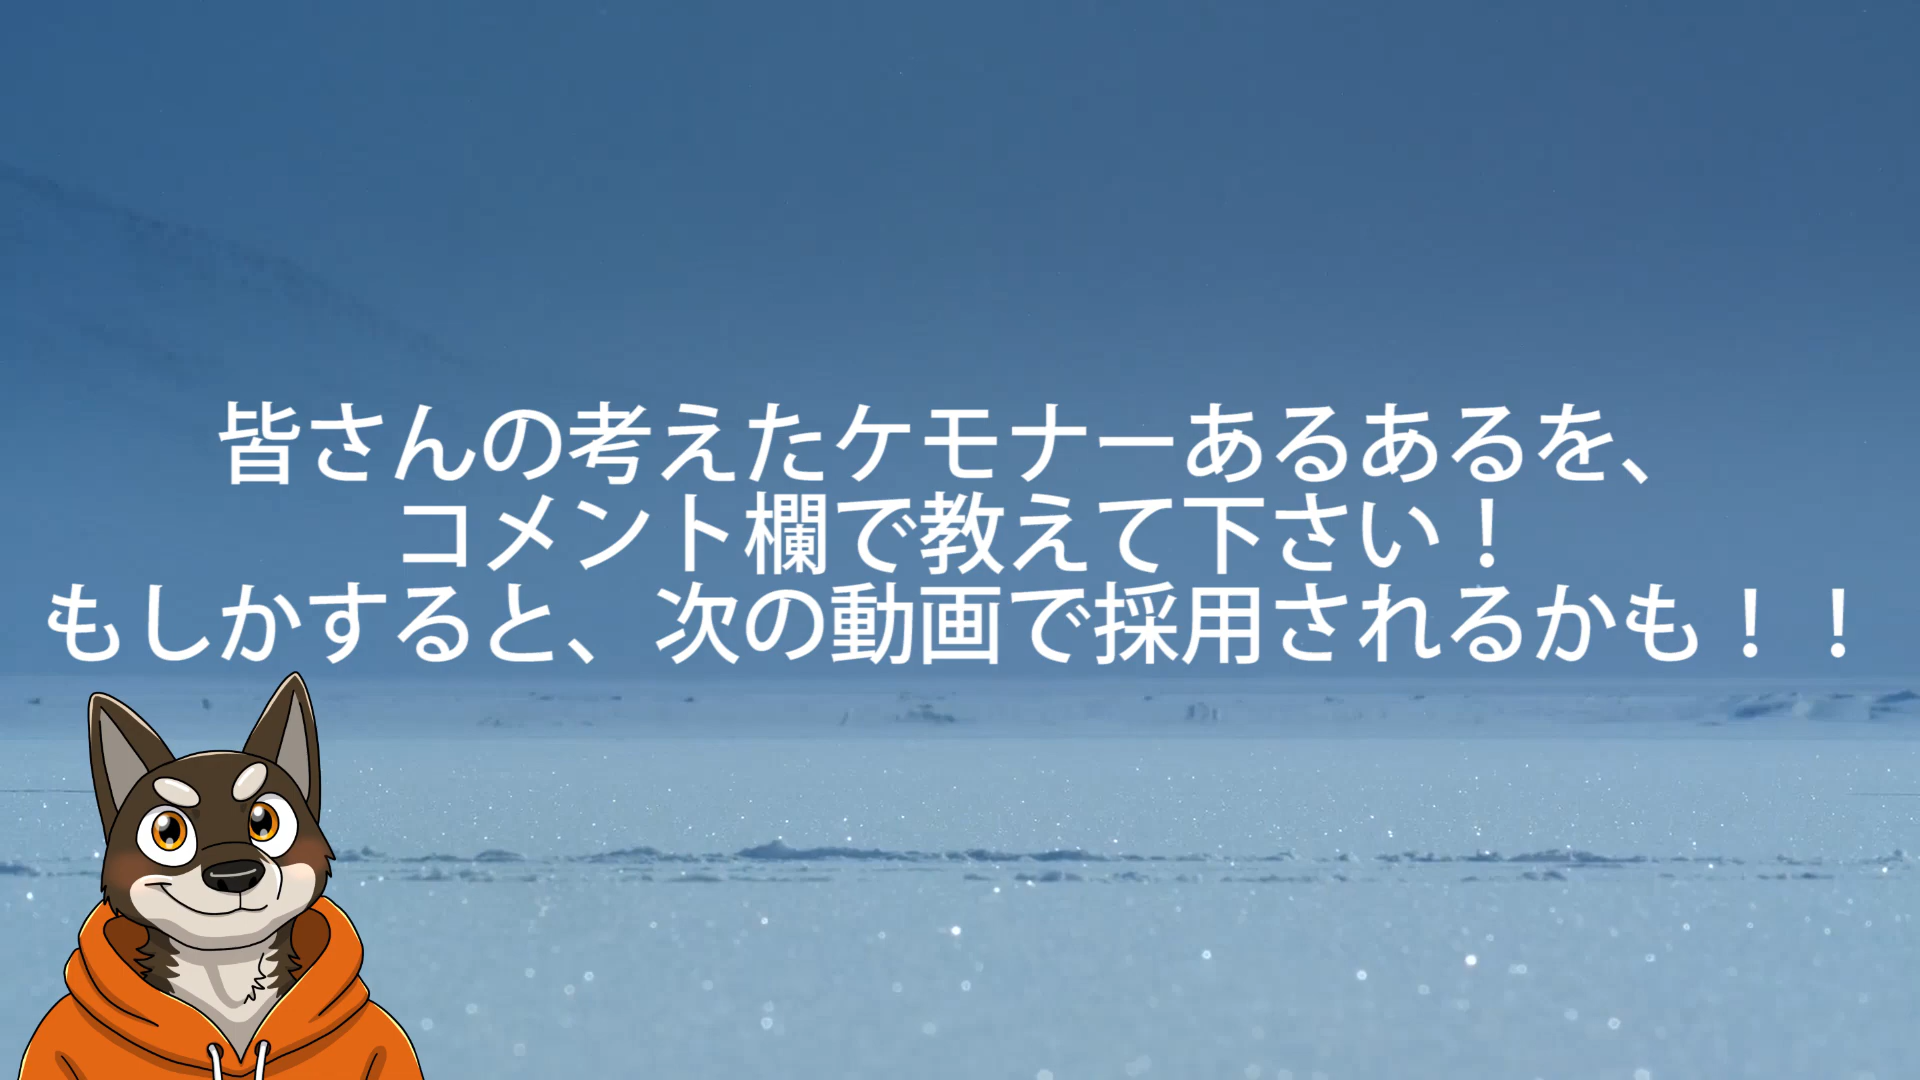 皆さんの考えたケモナーあるあるを、
コメント欄で教えて下さい！
もしかすると、次の動画で採用されるかも！！